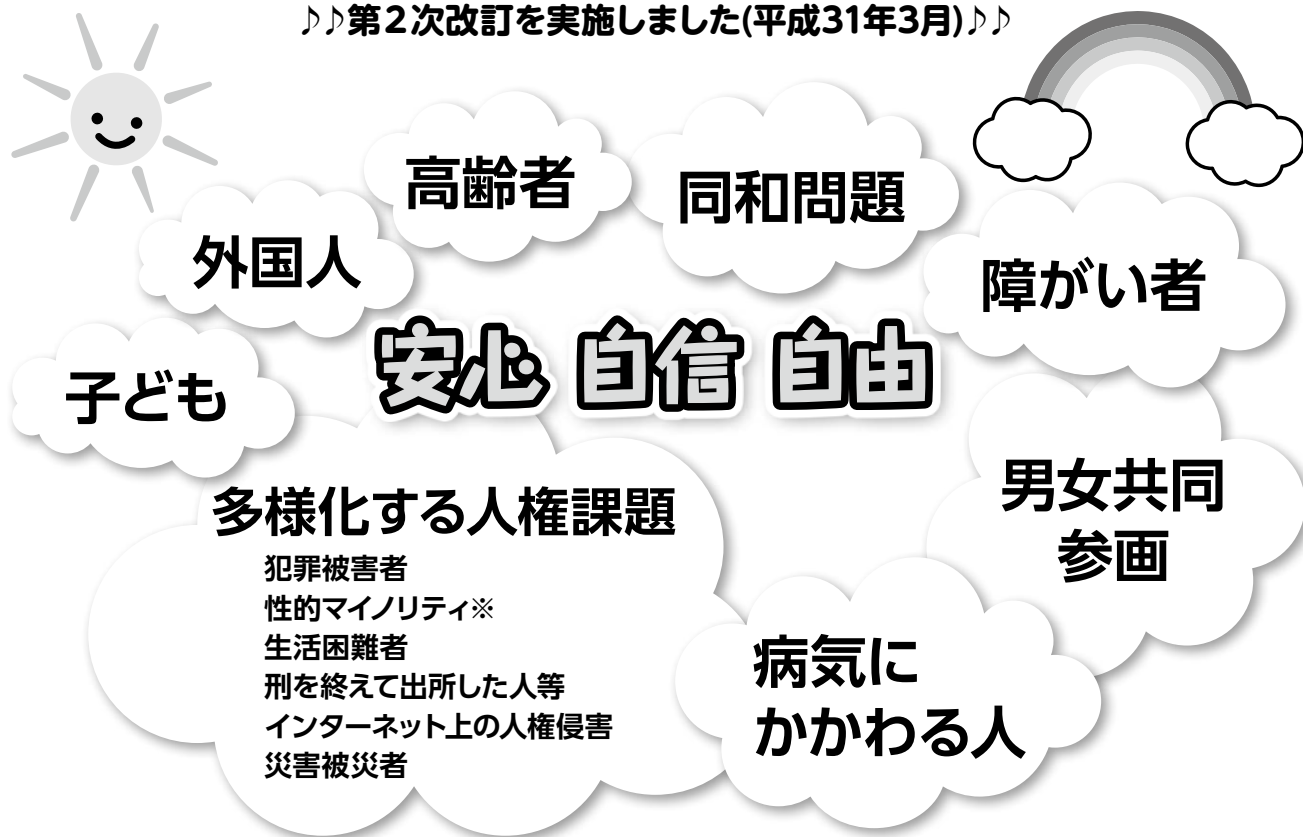 ♪♪第２次改訂を実施しました(平成31年3月)♪♪
高齢者
同和問題
外国人
障がい者
安心 自信 自由
子ども
男女共同
参画
多様化する人権課題
犯罪被害者
性的マイノリティ※
生活困難者
刑を終えて出所した人等
インターネット上の人権侵害
災害被災者
病気に
かかわる人